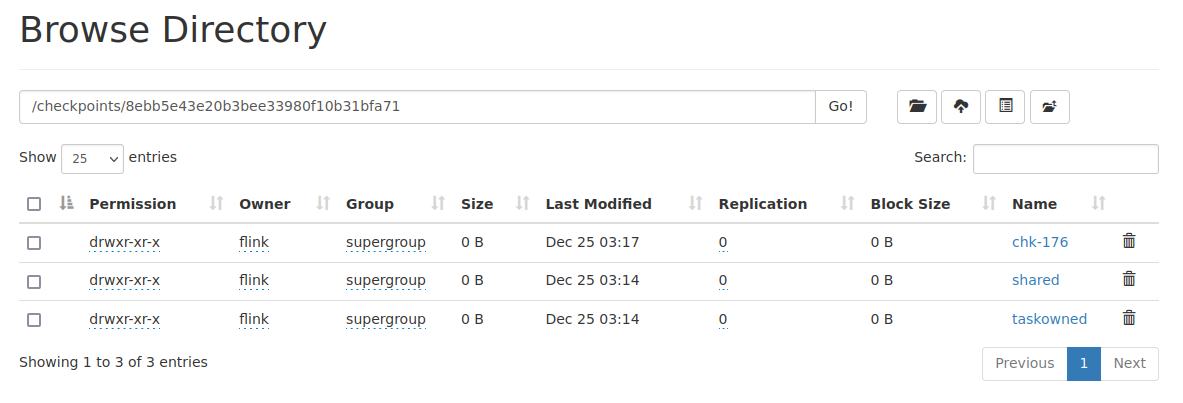 Browse Directory
/checkpoints/8ebb5e43e20b3bee33980f10b31bfa71 Go!
Show 25 entries Search:
Permission Owner Group Size Last Modified Replication Block Size Name
drwxr-xr-x flink supergroup 0 B Dec 25 03:17 0 0 B chk-176
drwxr-xr-x flink supergroup 0 B Dec 25 03:14 0 0 B shared
drwxr-xr-x flink supergroup 0 B Dec 25 03:14 0 0 B taskowned
Showing 1 to 3 of 3 entries Previous 1 Next